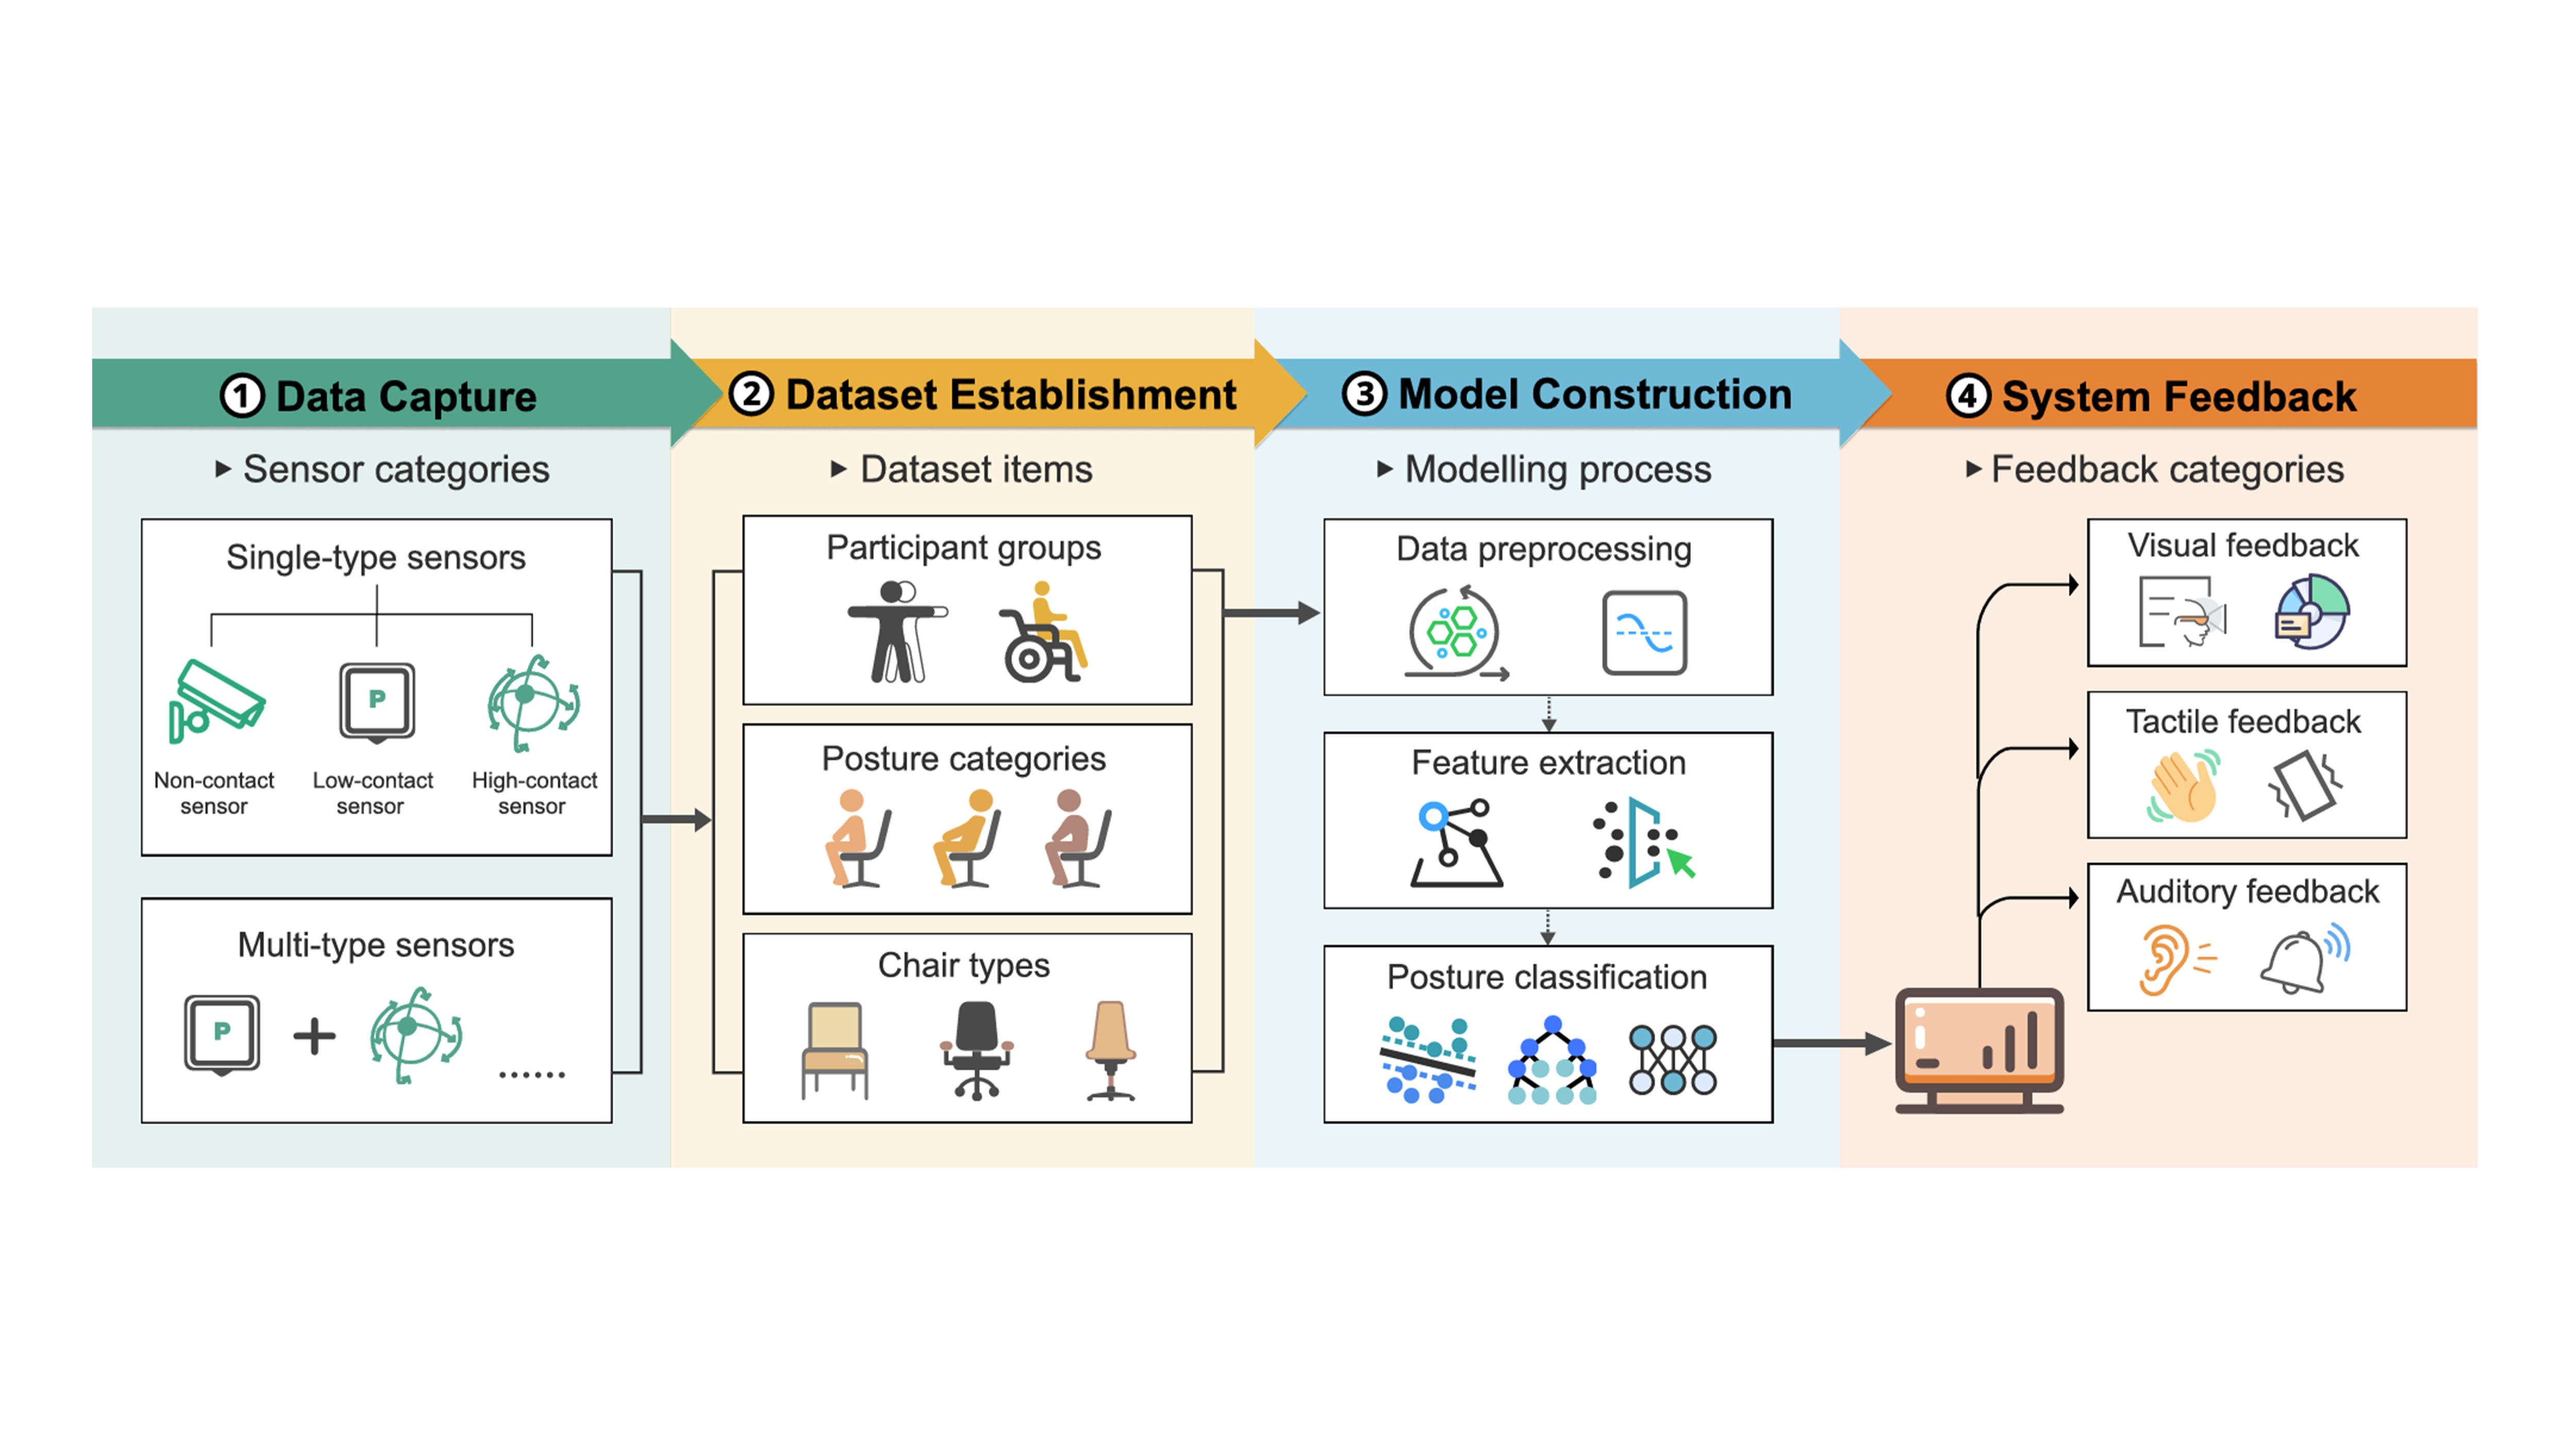 1 Data Capture
▸ Sensor categories
Single-type sensors
P
Non-contact
sensor
Low-contact
sensor
High-contact
sensor
Multi-type sensors
P
+
......
2 Dataset Establishment
▸ Dataset items
Participant groups
Posture categories
Chair types
3 Model Construction
▸ Modelling process
Data preprocessing
Feature extraction
Posture classification
4 System Feedback
▸ Feedback categories
Visual feedback
Tactile feedback
Auditory feedback